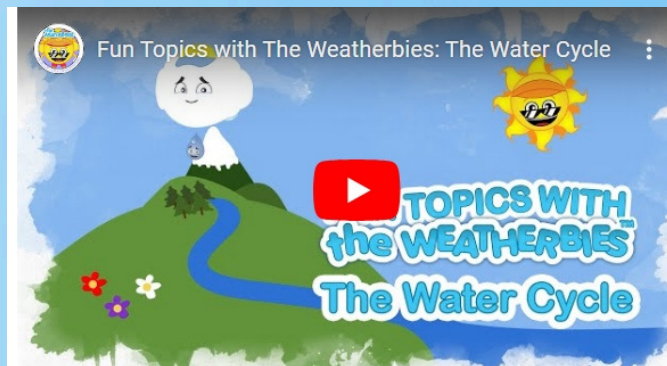 Fun Topics with The Weatherbies: The Water Cycle
TOPICS WITH
the WEATHERBIES™
The Water Cycle